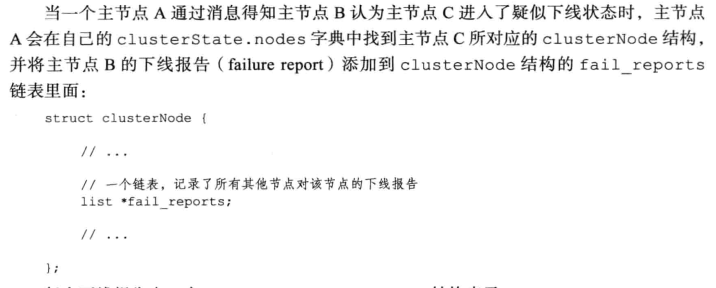 当一个主节点 A 通过消息得知主节点 B 认为主节点 C 进入了疑似下线状态时，主节点
A 会在自己的 clusterState.nodes 字典中找到主节点 C 所对应的 clusterNode 结构，
并将主节点 B 的下线报告（failure report）添加到 clusterNode 结构的 fail_reports
链表里面：
struct clusterNode {
// ...
// 一个链表，记录了所有其他节点对该节点的下线报告
list *fail_reports;
// ...
};